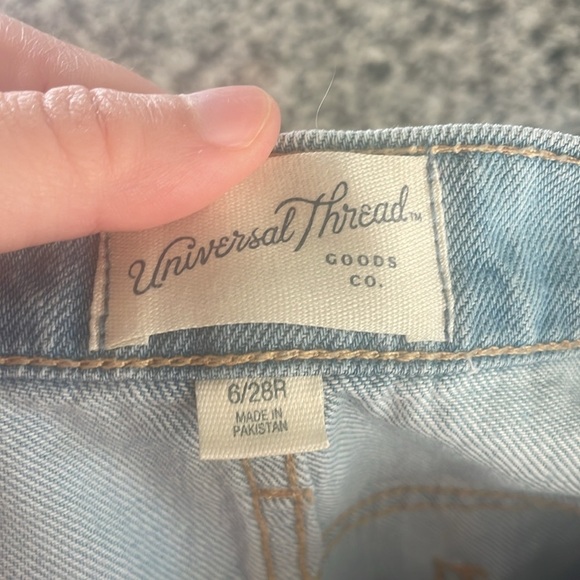 Universal Thread™
GOODS
CO.
6/28R
MADE IN
PAKISTAN